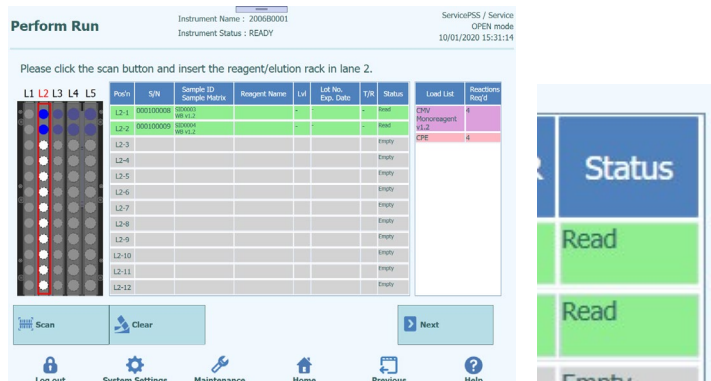 Perform Run
Instrument Name : 2006B0001
Instrument Status : READY
ServicePSS / Service
OPEN mode
10/01/2020 15:31:14
Please click the scan button and insert the reagent/elution rack in lane 2.
L1 L2 L3 L4 L5
Pos'n S/N Sample ID Sample Matrix Reagent Name Lvl Lot No. Exp. Date T/R Status
L2-1 000100008 SID0003 WB v1.2 - - - Read
L2-2 000100009 SID0004 WB v1.2 - - - Read
L2-3 Empty
L2-4 Empty
L2-5 Empty
L2-6 Empty
L2-7 Empty
L2-8 Empty
L2-9 Empty
L2-10 Empty
L2-11 Empty
L2-12 Empty
Load List Reactions Req'd
CMV Monoreagent v1.2 4
CPE 4
Scan
Clear
Next
Log out
System Settings
Maintenance
Home
Previous
Help
Status
Read
Read
Empty